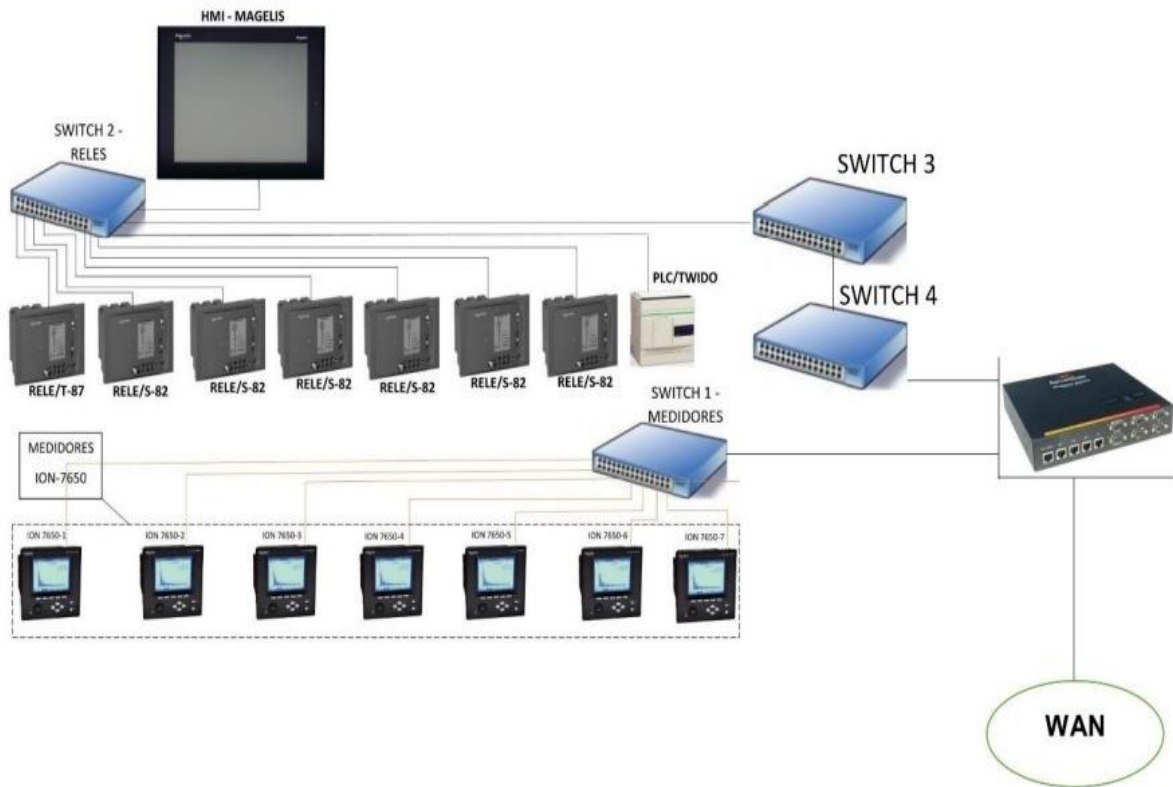 HMI - MAGELIS
SWITCH 2 -
RELES
SWITCH 3
SWITCH 4
PLC/TWIDO
RELE/T-87
RELE/S-82
RELE/S-82
RELE/S-82
RELE/S-82
RELE/S-82
RELE/S-82
SWITCH 1 -
MEDIDORES
MEDIDORES
ION-7650
ION 7650-1
ION 7650-2
ION 7650-3
ION 7650-4
ION 7650-5
ION 7650-6
ION 7650-7
WAN